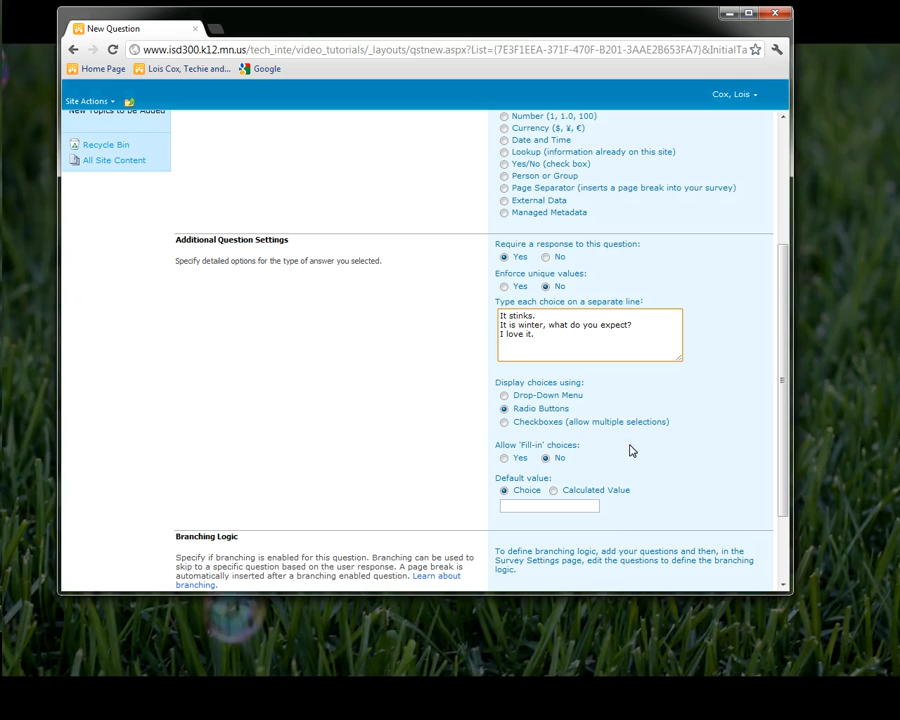 New Question
www.isd300.k12.mn.us/tech_inte/video_tutorials/_layouts/qstnew.aspx?List={7E3F1EEA-371F-470F-B201-3AAE2B653FA7}&InitialTa
Home Page
Lois Cox, Techie and...
Google
Site Actions
Cox, Lois
New Topics to be Added
Recycle Bin
All Site Content
Number (1, 1.0, 100)
Currency ($, ¥, €)
Date and Time
Lookup (information already on this site)
Yes/No (check box)
Person or Group
Page Separator (inserts a page break into your survey)
External Data
Managed Metadata
Additional Question Settings
Specify detailed options for the type of answer you selected.
Require a response to this question:
Yes No
Enforce unique values:
Yes No
Type each choice on a separate line:
It stinks.
It is winter, what do you expect?
I love it.
Display choices using:
Drop-Down Menu
Radio Buttons
Checkboxes (allow multiple selections)
Allow 'Fill-in' choices:
Yes No
Default value:
Choice Calculated Value
Branching Logic
Specify if branching is enabled for this question. Branching can be used to
skip to a specific question based on the user response. A page break is
automatically inserted after a branching enabled question. Learn about
branching.
To define branching logic, add your questions and then, in the
Survey Settings page, edit the questions to define the branching
logic.